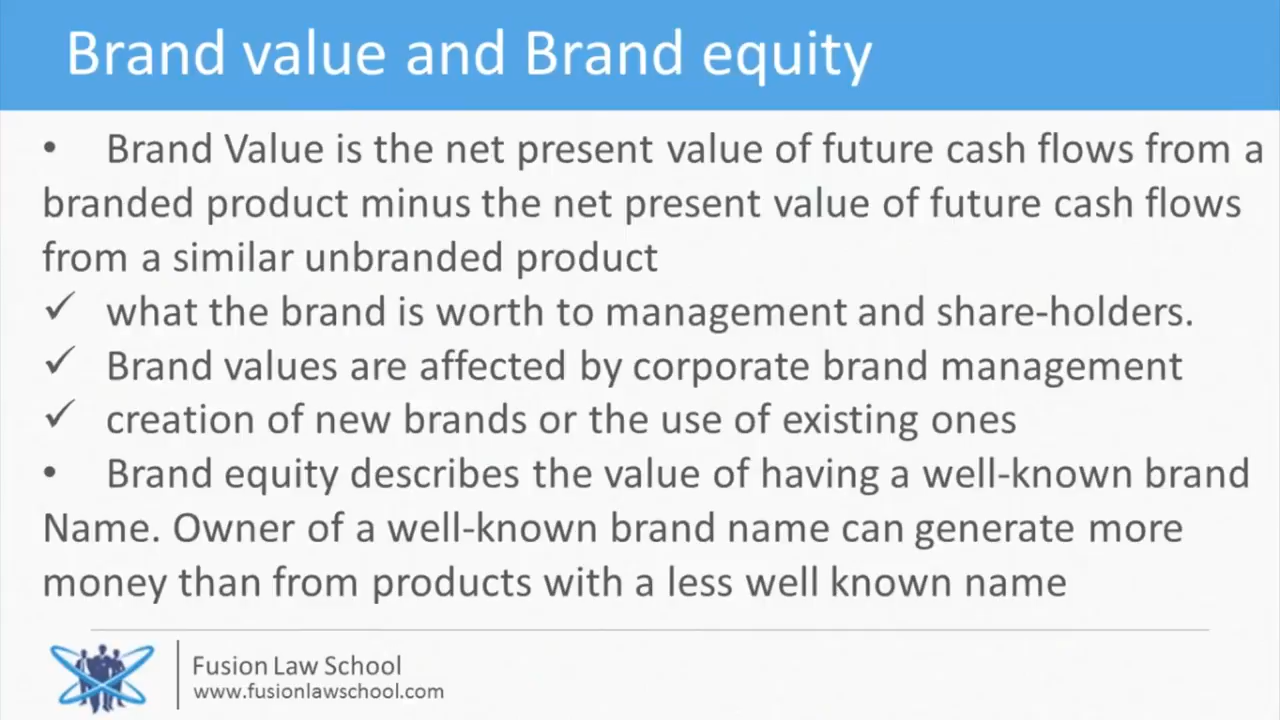 Brand value and Brand equity
• Brand Value is the net present value of future cash flows from a
branded product minus the net present value of future cash flows
from a similar unbranded product
✓ what the brand is worth to management and share-holders.
✓ Brand values are affected by corporate brand management
✓ creation of new brands or the use of existing ones
• Brand equity describes the value of having a well-known brand
Name. Owner of a well-known brand name can generate more
money than from products with a less well known name
Fusion Law School
www.fusionlawschool.com